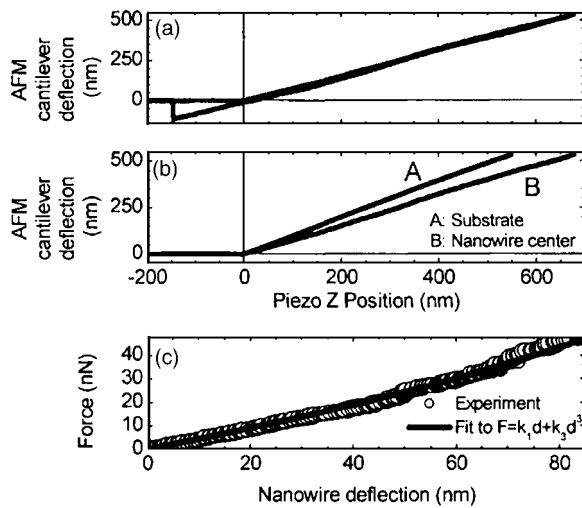 (a)
500
250
0
AFM
cantilever
deflection
(nm)
(b)
500
250
0
AFM
cantilever
deflection
(nm)
A
B
A: Substrate
B: Nanowire center
-200 0 200 400 600
Piezo Z Position (nm)
(c)
40
30
20
10
0
Force (nN)
Experiment
Fit to F=k₁d+k₃d³
0 20 40 60 80
Nanowire deflection (nm)